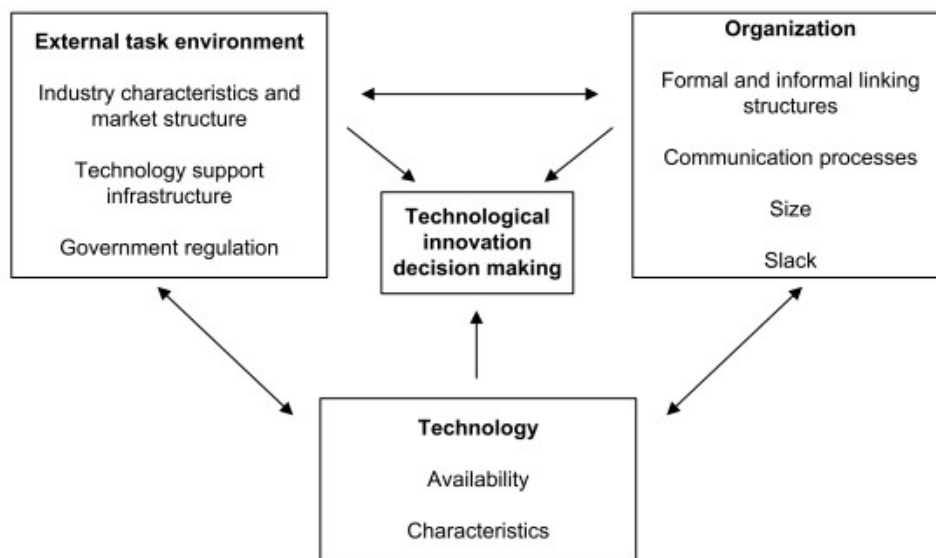 External task environment
Industry characteristics and
market structure
Technology support
infrastructure
Government regulation
Organization
Formal and informal linking
structures
Communication processes
Size
Slack
Technological
innovation
decision making
Technology
Availability
Characteristics